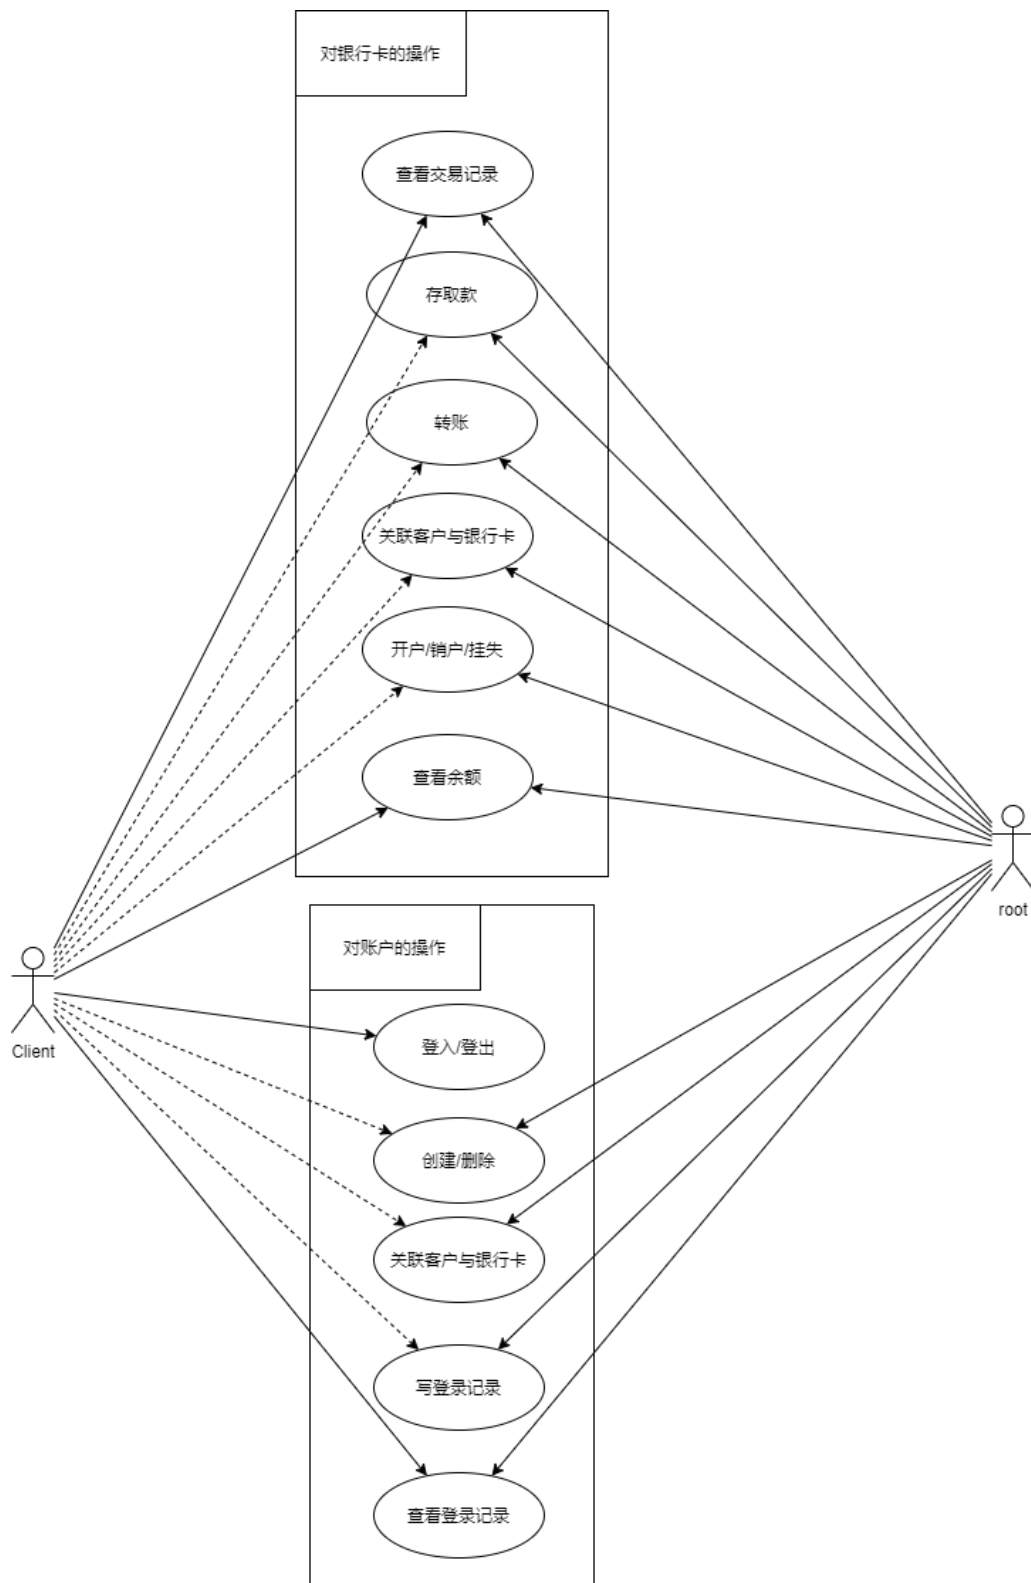 对银行卡的操作
查看交易记录
存取款
转账
关联客户与银行卡
开户/销户/挂失
查看余额
root
对账户的操作
Client
登入/登出
创建/删除
关联客户与银行卡
写登录记录
查看登录记录